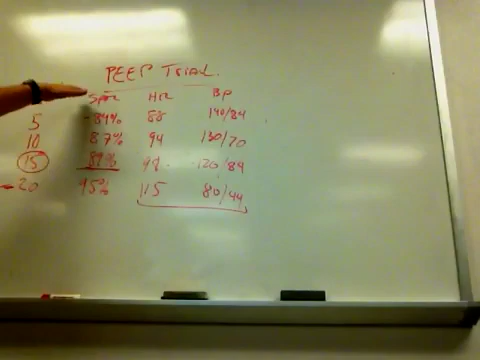 PEEP TRIAL.
SPO2 HR BP
5 84% 88 140/84
10 87% 94 130/70
15 89% 98 120/84
20 95% 115 80/44